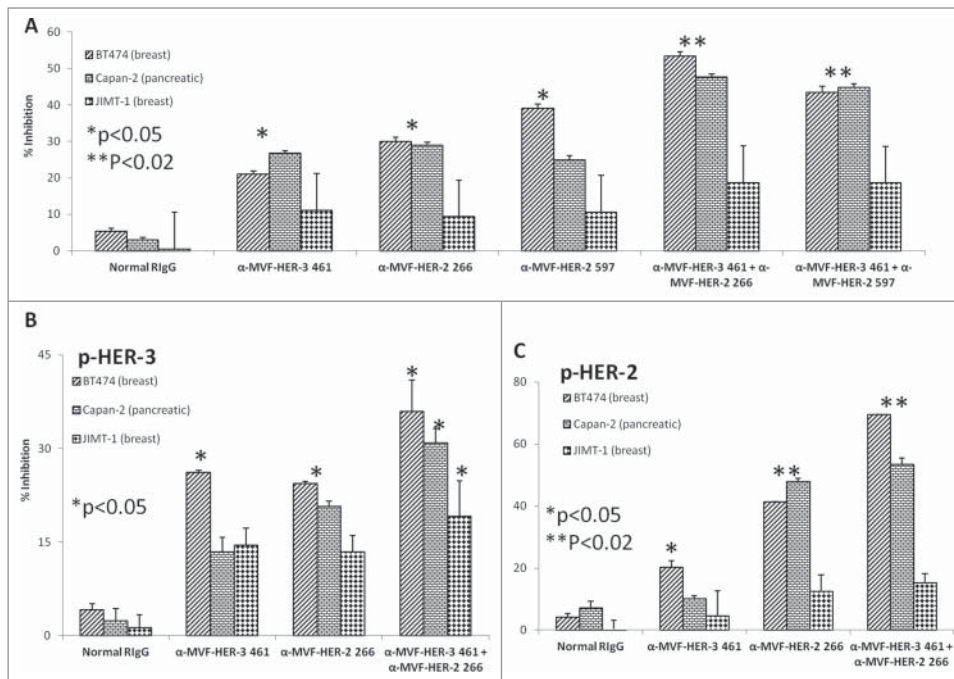 A
60
50
40
30
20
10
0
% Inhibition
BT474 (breast)
Capan-2 (pancreatic)
JIMT-1 (breast)
*p<0.05
**P<0.02
*
*
*
**
**
Normal RIgG
α-MVF-HER-3 461
α-MVF-HER-2 266
α-MVF-HER-2 597
α-MVF-HER-3 461 + α-
MVF-HER-2 266
α-MVF-HER-3 461 + α-
MVF-HER-2 597
B
p-HER-3
45
30
15
0
% Inhibition
BT474 (breast)
Capan-2 (pancreatic)
JIMT-1 (breast)
*p<0.05
*
*
*
*
*
Normal RIgG
α-MVF-HER-3 461
α-MVF-HER-2 266
α-MVF-HER-3 461 +
α-MVF-HER-2 266
C
p-HER-2
80
60
40
20
0
BT474 (breast)
Capan-2 (pancreatic)
JIMT-1 (breast)
*p<0.05
**P<0.02
*
**
**
Normal RIgG
α-MVF-HER-3 461
α-MVF-HER-2 266
α-MVF-HER-3 461 +
α-MVF-HER-2 266